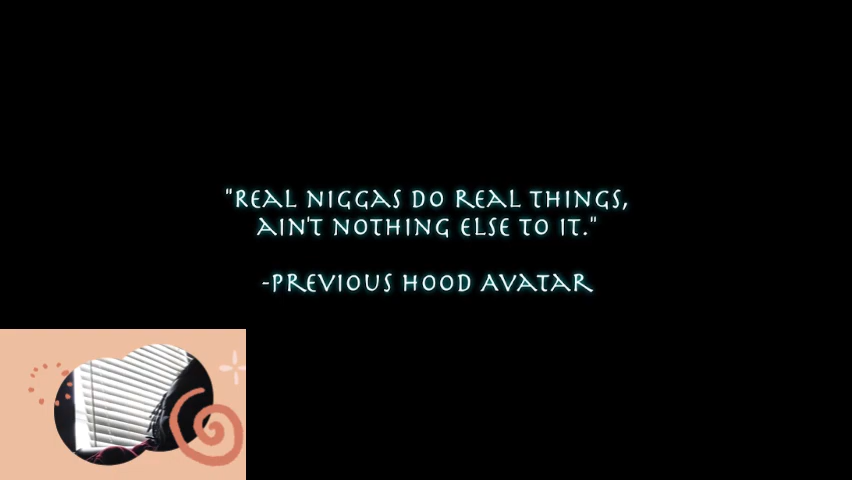 "Real niggas do real things,
ain't nothing else to it."
-Previous Hood Avatar